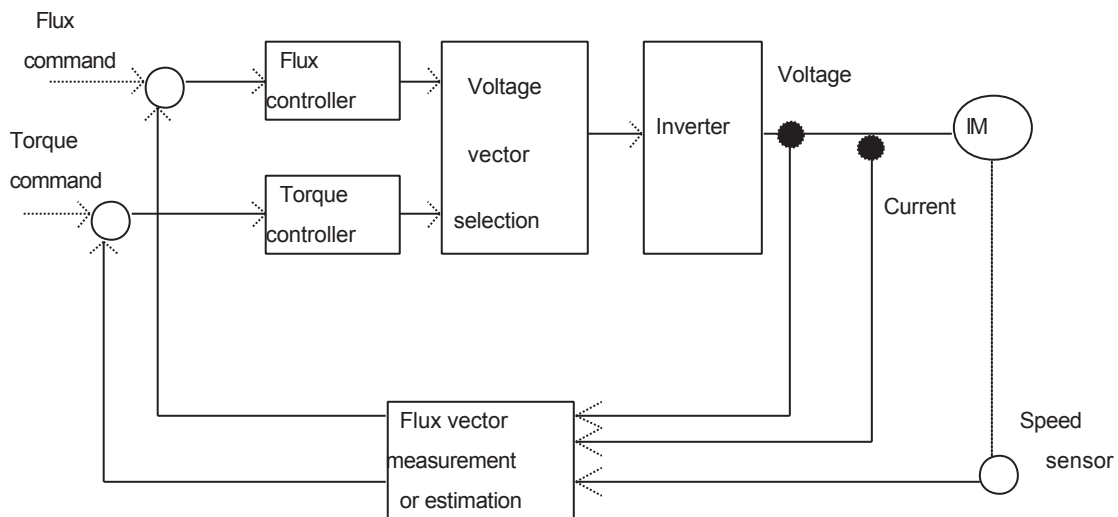 Flux
command
Torque
command
Flux
controller
Torque
controller
Voltage
vector
selection
Inverter
Voltage
IM
Current
Flux vector
measurement
or estimation
Speed
sensor